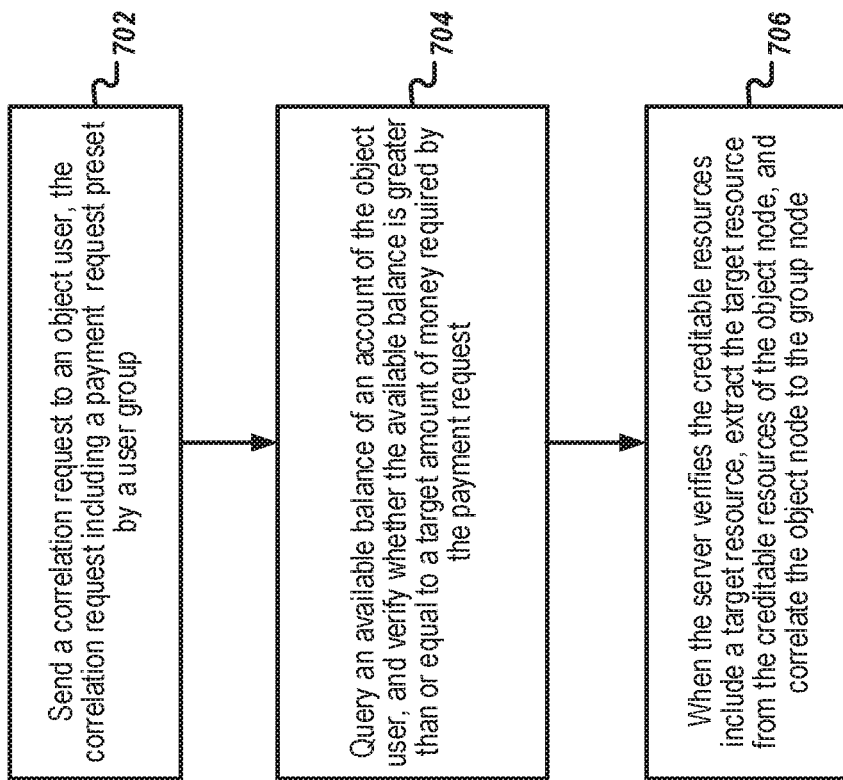 Send a correlation request to an object user, the
correlation request including a payment request preset
by a user group
702
Query an available balance of an account of the object
user, and verify whether the available balance is greater
than or equal to a target amount of money required by
the payment request
704
When the server verifies the creditable resources
include a target resource, extract the target resource
from the creditable resources of the object node, and
correlate the object node to the group node
706